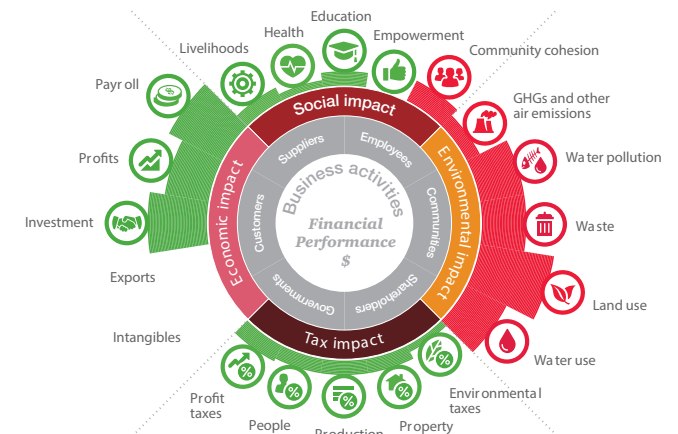 Education
Health
Empowerment
Livelihoods
Community cohesion
Payroll
GHGs and other
air emissions
Profits
Water pollution
Investment
Waste
Exports
Land use
Intangibles
Water use
Profit
taxes
People
Production
Property
Environmental
taxes
Social impact
Environmental impact
Tax impact
Economic impact
Suppliers
Employees
Communities
Shareholders
Governments
Customers
Business activities
Financial
Performance
$